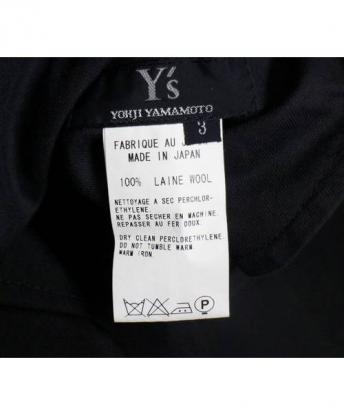 Y's
YOHJI YAMAMOTO
3
FABRIQUE AU
MADE IN JAPAN
100% LAINE WOOL
NETTOYAGE A SEC PERCHLOR-
ETHYLENE.
NE PAS SECHER EN MACHINE.
REPASSER AU FER DOUX.
DRY CLEAN PERCLORETHYLENE
DO NOT TUMBLE WARM
WARM IRON
P